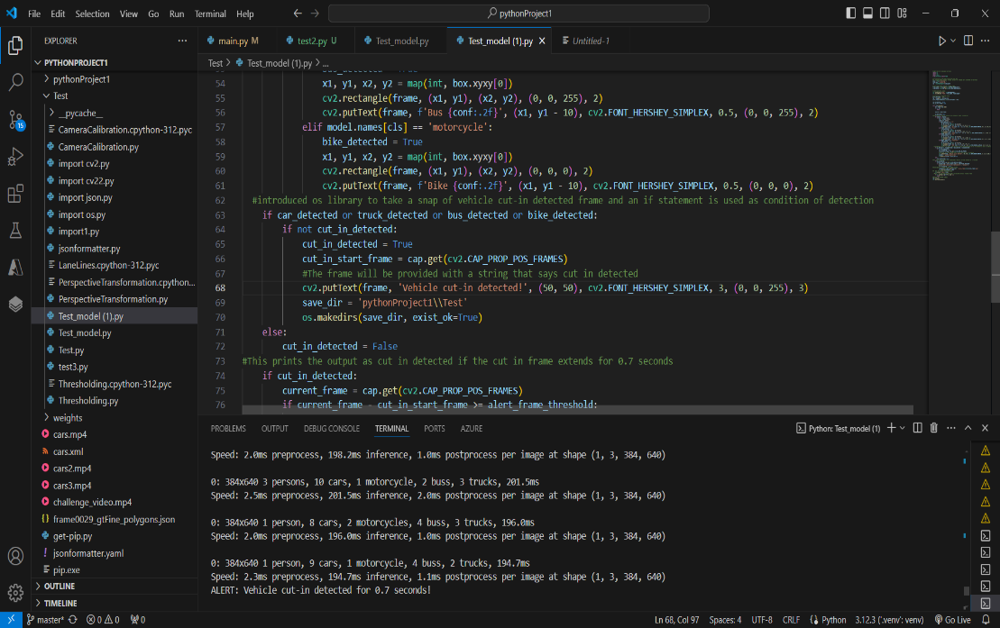 File Edit Selection View Go Run Terminal Help
pythonProject1
EXPLORER
main.py M
test2.py U
Test_model.py
Test_model (1).py
Untitled-1
PYTHONPROJECT1
Test > Test_model (1).py > ...
pythonProject1
Test
__pycache__
CameraCalibration.cpython-312.pyc
CameraCalibration.py
import cv2.py
import cv22.py
import json.py
import os.py
import1.py
jsonformatter.py
LaneLines.cpython-312.pyc
PerspectiveTransformation.cpython...
PerspectiveTransformation.py
Test_model (1).py
Test_model.py
Test.py
test3.py
Thresholding.cpython-312.pyc
Thresholding.py
weights
cars.mp4
cars.xml
cars2.mp4
cars3.mp4
challenge_video.mp4
frame0029_gtFine_polygons.json
get-pip.py
jsonformatter.yaml
pip.exe
OUTLINE
TIMELINE
15
54 x1, y1, x2, y2 = map(int, box.xyxy[0])
55 cv2.rectangle(frame, (x1, y1), (x2, y2), (0, 0, 255), 2)
56 cv2.putText(frame, f'Bus {conf:.2f}', (x1, y1 - 10), cv2.FONT_HERSHEY_SIMPLEX, 0.5, (0, 0, 255), 2)
57 elif model.names[cls] == 'motorcycle':
58 bike_detected = True
59 x1, y1, x2, y2 = map(int, box.xyxy[0])
60 cv2.rectangle(frame, (x1, y1), (x2, y2), (0, 0, 0), 2)
61 cv2.putText(frame, f'Bike {conf:.2f}', (x1, y1 - 10), cv2.FONT_HERSHEY_SIMPLEX, 0.5, (0, 0, 0), 2)
62 #introduced os library to take a snap of vehicle cut-in detected frame and an if statement is used as condition of detection
63 if car_detected or truck_detected or bus_detected or bike_detected:
64 if not cut_in_detected:
65 cut_in_detected = True
66 cut_in_start_frame = cap.get(cv2.CAP_PROP_POS_FRAMES)
67 #The frame will be provided with a string that says cut in detected
68 cv2.putText(frame, 'Vehicle cut-in detected!', (50, 50), cv2.FONT_HERSHEY_SIMPLEX, 3, (0, 0, 255), 3)
69 save_dir = 'pythonProject1\\Test'
70 os.makedirs(save_dir, exist_ok=True)
71 else:
72 cut_in_detected = False
73 #This prints the output as cut in detected if the cut in frame extends for 0.7 seconds
74 if cut_in_detected:
75 current_frame = cap.get(cv2.CAP_PROP_POS_FRAMES)
76 if current_frame - cut_in_start_frame >= alert_frame_threshold:
PROBLEMS OUTPUT DEBUG CONSOLE TERMINAL PORTS AZURE
Python: Test_model (1)
Speed: 2.0ms preprocess, 198.2ms inference, 1.0ms postprocess per image at shape (1, 3, 384, 640)
0: 384x640 3 persons, 10 cars, 1 motorcycle, 2 buss, 3 trucks, 201.5ms
Speed: 2.5ms preprocess, 201.5ms inference, 2.0ms postprocess per image at shape (1, 3, 384, 640)
0: 384x640 1 person, 8 cars, 2 motorcycles, 4 buss, 3 trucks, 196.0ms
Speed: 2.0ms preprocess, 196.0ms inference, 1.0ms postprocess per image at shape (1, 3, 384, 640)
0: 384x640 1 person, 9 cars, 1 motorcycle, 4 buss, 2 trucks, 194.7ms
Speed: 2.3ms preprocess, 194.7ms inference, 1.1ms postprocess per image at shape (1, 3, 384, 640)
ALERT: Vehicle cut-in detected for 0.7 seconds!
master* 0 0 0
Ln 68, Col 97 Spaces: 4 UTF-8 CRLF Python 3.12.3 ('.venv': venv) Go Live